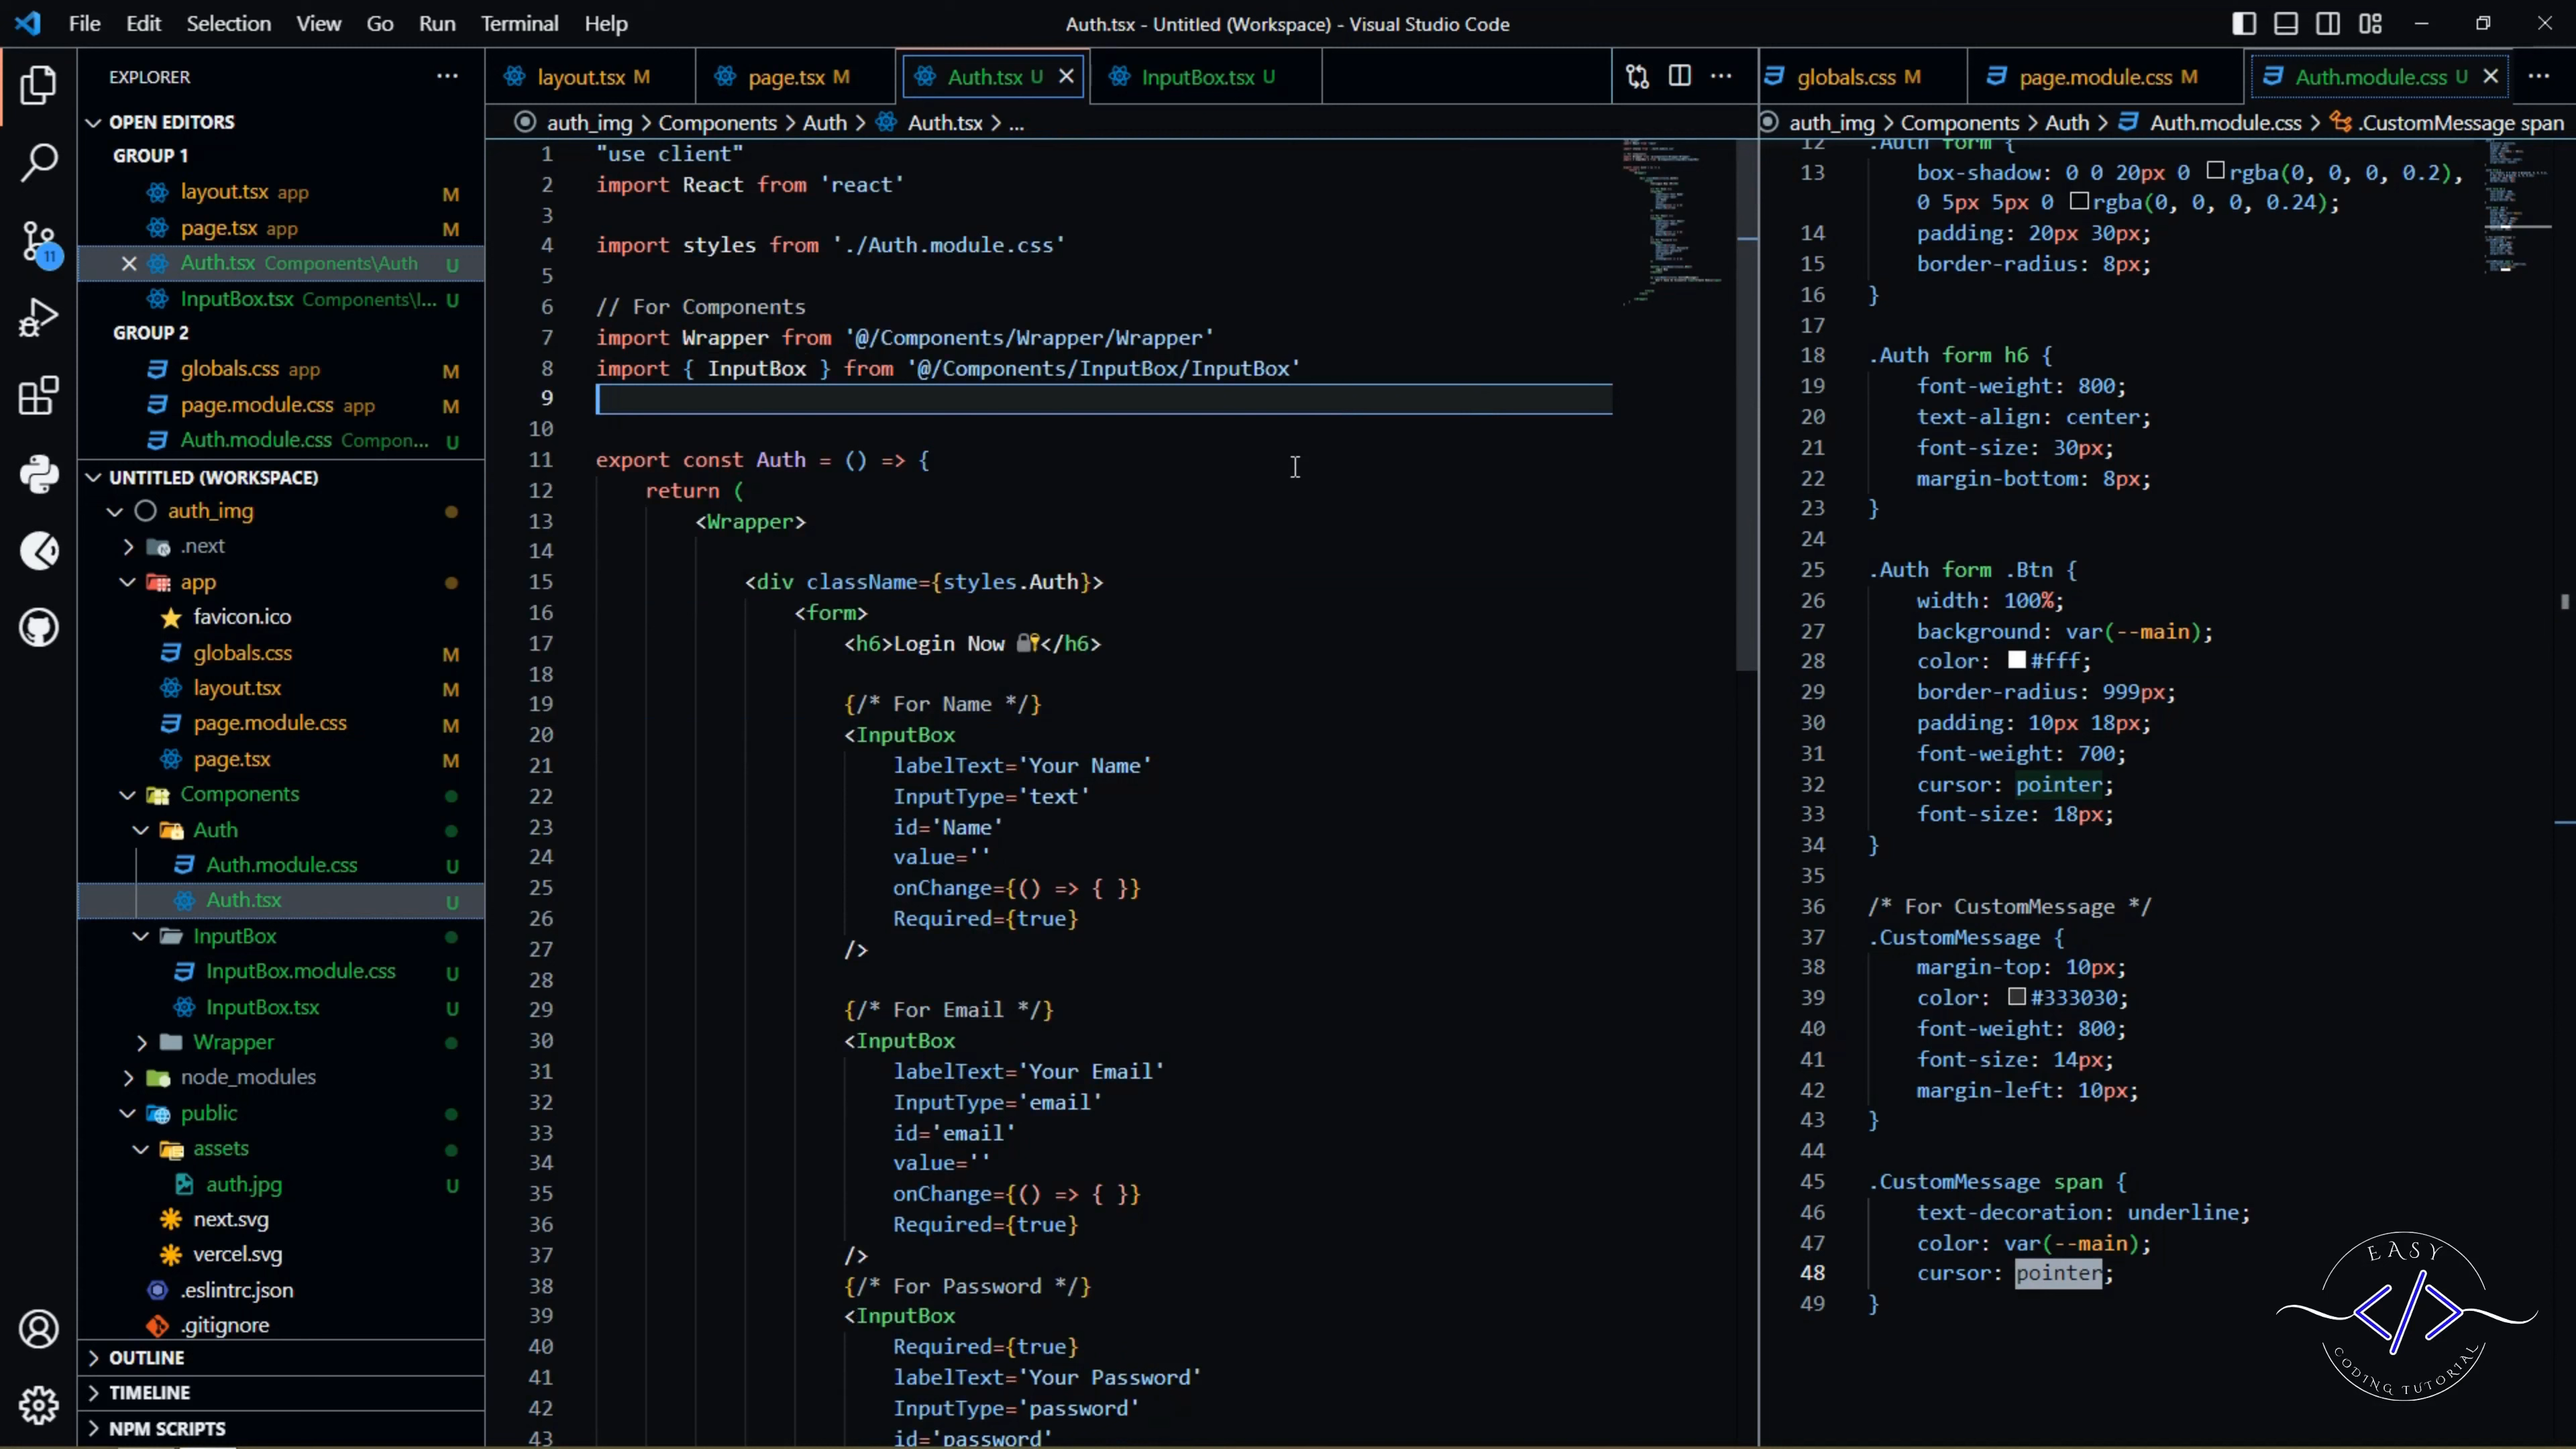 File Edit Selection View Go Run Terminal Help
Auth.tsx - Untitled (Workspace) - Visual Studio Code
EXPLORER
OPEN EDITORS
GROUP 1
layout.tsx app M
page.tsx app M
Auth.tsx Components\Auth U
InputBox.tsx Components\I... U
GROUP 2
globals.css app M
page.module.css app M
Auth.module.css Compon... U
UNTITLED (WORKSPACE)
auth_img
.next
app
favicon.ico
globals.css M
layout.tsx M
page.module.css M
page.tsx M
Components
Auth
Auth.module.css U
Auth.tsx U
InputBox
InputBox.module.css U
InputBox.tsx U
Wrapper
node_modules
public
assets
auth.jpg U
next.svg
vercel.svg
.eslintrc.json
.gitignore
OUTLINE
TIMELINE
NPM SCRIPTS
11
layout.tsx M page.tsx M Auth.tsx U InputBox.tsx U
auth_img > Components > Auth > Auth.tsx > ...
1 "use client"
2 import React from 'react'
3
4 import styles from './Auth.module.css'
5
6 // For Components
7 import Wrapper from '@/Components/Wrapper/Wrapper'
8 import { InputBox } from '@/Components/InputBox/InputBox'
9
10
11 export const Auth = () => {
12 return (
13 <Wrapper>
14
15 <div className={styles.Auth}>
16 <form>
17 <h6>Login Now 🔐</h6>
18
19 {/* For Name */}
20 <InputBox
21 labelText='Your Name'
22 InputType='text'
23 id='Name'
24 value=''
25 onChange={() => { }}
26 Required={true}
27 />
28
29 {/* For Email */}
30 <InputBox
31 labelText='Your Email'
32 InputType='email'
33 id='email'
34 value=''
35 onChange={() => { }}
36 Required={true}
37 />
38 {/* For Password */}
39 <InputBox
40 Required={true}
41 labelText='Your Password'
42 InputType='password'
43 id='password'
globals.css M page.module.css M Auth.module.css U
auth_img > Components > Auth > Auth.module.css > .CustomMessage span
12 .Auth form {
13 box-shadow: 0 0 20px 0 rgba(0, 0, 0, 0.2),
0 5px 5px 0 rgba(0, 0, 0, 0.24);
14 padding: 20px 30px;
15 border-radius: 8px;
16 }
17
18 .Auth form h6 {
19 font-weight: 800;
20 text-align: center;
21 font-size: 30px;
22 margin-bottom: 8px;
23 }
24
25 .Auth form .Btn {
26 width: 100%;
27 background: var(--main);
28 color: #fff;
29 border-radius: 999px;
30 padding: 10px 18px;
31 font-weight: 700;
32 cursor: pointer;
33 font-size: 18px;
34 }
35
36 /* For CustomMessage */
37 .CustomMessage {
38 margin-top: 10px;
39 color: #333030;
40 font-weight: 800;
41 font-size: 14px;
42 margin-left: 10px;
43 }
44
45 .CustomMessage span {
46 text-decoration: underline;
47 color: var(--main);
48 cursor: pointer;
49 }
EASY
</>
CODING TUTORIAL